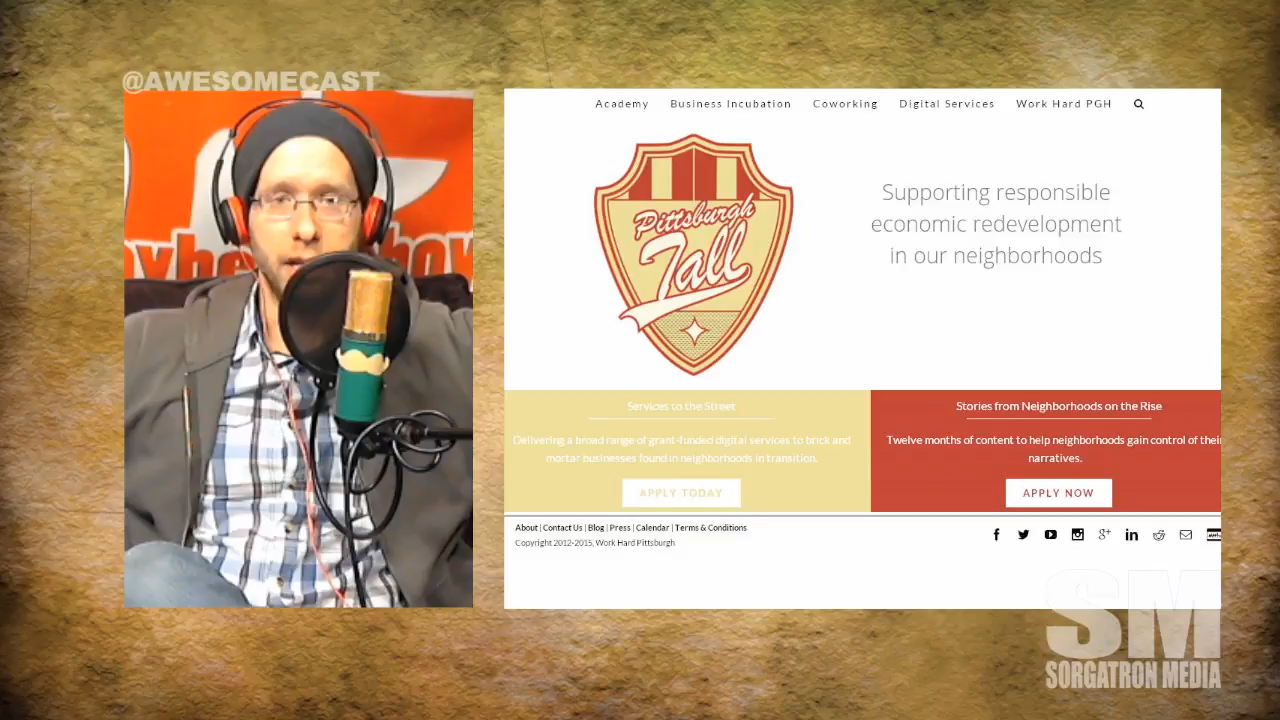 @AWESOMECAST
Academy Business Incubation Coworking Digital Services Work Hard PGH
Pittsburgh
Tall
Supporting responsible
economic redevelopment
in our neighborhoods
Services to the Street
Delivering a broad range of grant-funded digital services to brick and
mortar businesses found in neighborhoods in transition.
APPLY TODAY
Stories from Neighborhoods on the Rise
Twelve months of content to help neighborhoods gain control of their
narratives.
APPLY NOW
About | Contact Us | Blog | Press | Calendar | Terms & Conditions
Copyright 2012-2015, Work Hard Pittsburgh
SM
SORGATRON MEDIA